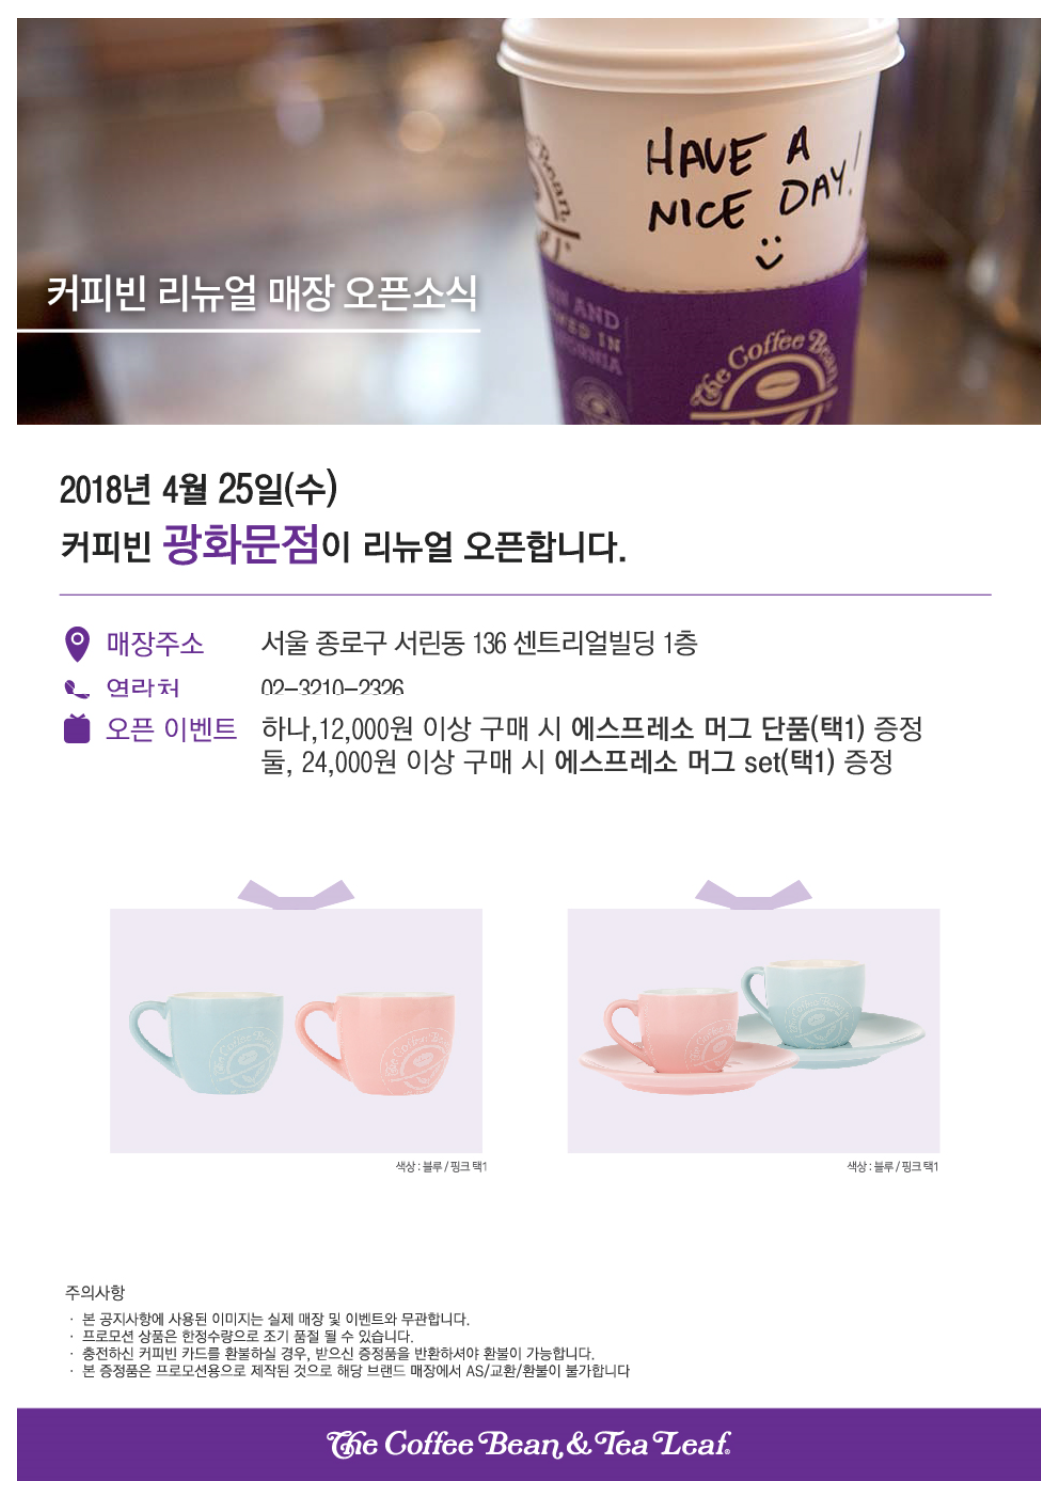 HAVE A
NICE DAY!
커피빈 리뉴얼 매장 오픈소식
The Coffee Bean
2018년 4월 25일(수)
커피빈 광화문점이 리뉴얼 오픈합니다.
매장주소 서울 종로구 서린동 136 센트리얼빌딩 1층
연락처 02-3210-2326
오픈 이벤트 하나,12,000원 이상 구매 시 에스프레소 머그 단품(택1) 증정
둘, 24,000원 이상 구매 시 에스프레소 머그 set(택1) 증정
색상 : 블루 / 핑크 택1
색상 : 블루 / 핑크 택1
주의사항
· 본 공지사항에 사용된 이미지는 실제 매장 및 이벤트와 무관합니다.
· 프로모션 상품은 한정수량으로 조기 품절 될 수 있습니다.
· 충전하신 커피빈 카드를 환불하실 경우, 받으신 증정품을 반환하셔야 환불이 가능합니다.
· 본 증정품은 프로모션용으로 제작된 것으로 해당 브랜드 매장에서 AS/교환/환불이 불가합니다
The Coffee Bean & Tea Leaf.